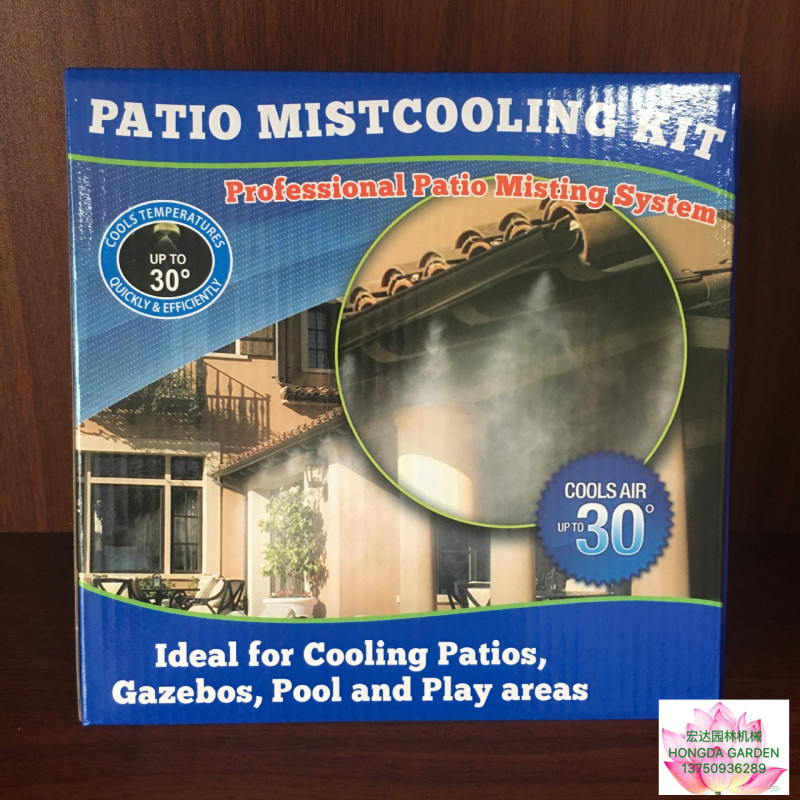 PATIO MISTCOOLING KIT
Professional Patio Misting System
COOLS TEMPERATURES
UP TO
30°
QUICKLY & EFFICIENTLY
COOLS AIR
UP TO 30°
Ideal for Cooling Patios,
Gazebos, Pool and Play areas
宏达园林机械
HONGDA GARDEN
13750936289